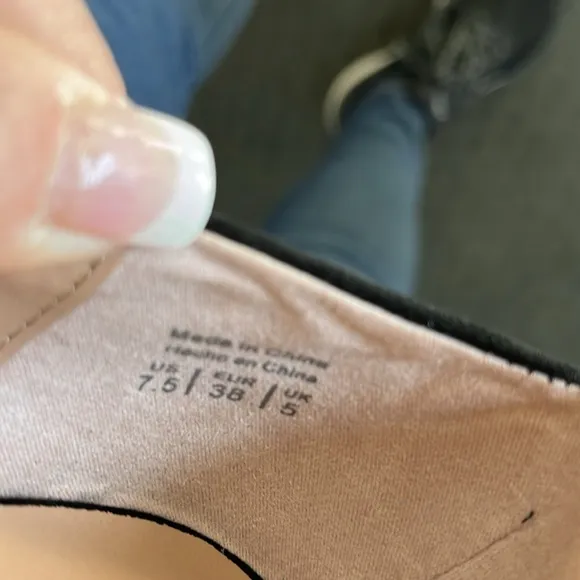 Made in China
Hecho en China
US / EUR / UK
7.5 / 38 / 5